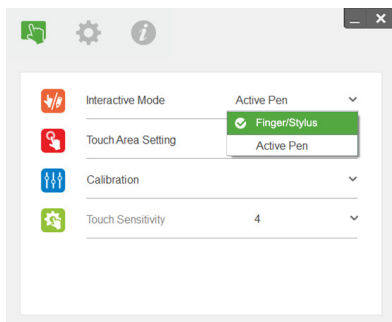 Interactive Mode Active Pen
Finger/Stylus
Touch Area Setting
Active Pen
Calibration
Touch Sensitivity 4